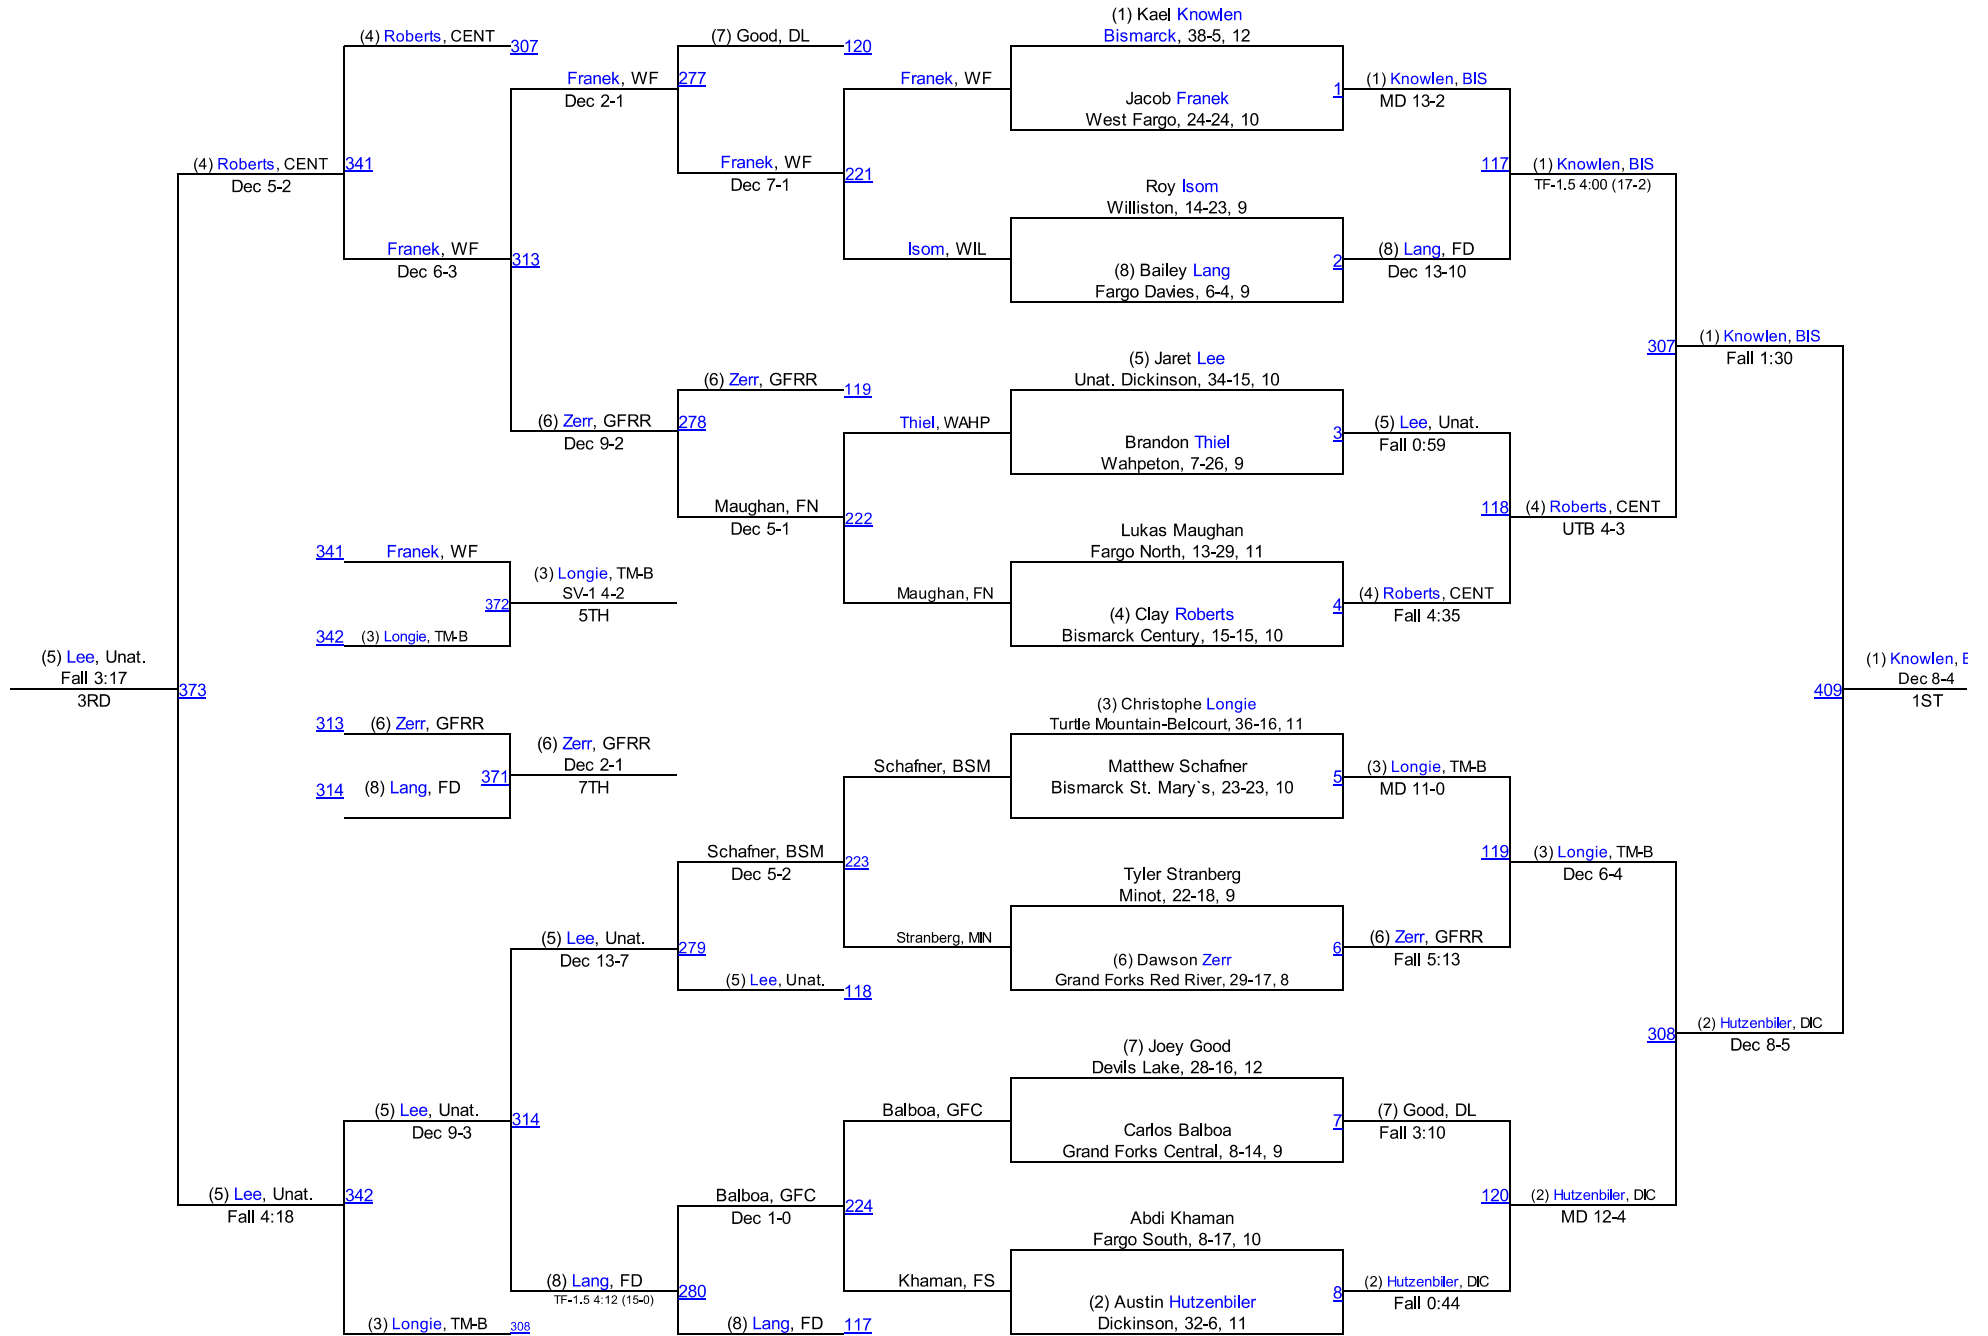 (1) Kael Knowlen
(4) Roberts, CENT
307
(7) Good, DL
120
Bismarck, 38-5, 12
Franek, WF
277
Franek, WF
1
(1) Knowlen, BIS
Dec 2-1
Jacob Franek
MD 13-2
West Fargo, 24-24, 10
(4) Roberts, CENT
341
Franek, WF
221
117
(1) Knowlen, BIS
Dec 5-2
Dec 7-1
Roy Isom
TF-1.5 4:00 (17-2)
Williston, 14-23, 9
Franek, WF
313
Isom, WIL
2
(8) Lang, FD
Dec 6-3
(8) Bailey Lang
Dec 13-10
Fargo Davies, 6-4, 9
307
(1) Knowlen, BIS
(5) Jaret Lee
Fall 1:30
(6) Zerr, GFRR
119
Unat. Dickinson, 34-15, 10
(6) Zerr, GFRR
278
Thiel, WAHP
3
(5) Lee, Unat.
Dec 9-2
Brandon Thiel
Fall 0:59
Wahpeton, 7-26, 9
Maughan, FN
222
118
(4) Roberts, CENT
Dec 5-1
Lukas Maughan
UTB 4-3
341
Franek, WF
Fargo North, 13-29, 11
(3) Longie, TM-B
SV-1 4-2
372
Maughan, FN
4
(4) Roberts, CENT
5TH
(4) Clay Roberts
Fall 4:35
342
(3) Longie, TM-B
Bismarck Century, 15-15, 10
(5) Lee, Unat.
(1) Knowlen, B
Fall 3:17
Dec 8-4
373
409
3RD
1ST
(3) Christophe Longie
313
(6) Zerr, GFRR
Turtle Mountain-Belcourt, 36-16, 11
(6) Zerr, GFRR
Dec 2-1
Schafner, BSM
Matthew Schafner
5
(3) Longie, TM-B
314
(8) Lang, FD
371
7TH
Bismarck St. Mary`s, 23-23, 10
MD 11-0
Schafner, BSM
223
119
(3) Longie, TM-B
Dec 5-2
Tyler Stranberg
Dec 6-4
Minot, 22-18, 9
(5) Lee, Unat.
279
Stranberg, MIN
6
(6) Zerr, GFRR
Dec 13-7
(6) Dawson Zerr
Fall 5:13
(5) Lee, Unat.
118
Grand Forks Red River, 29-17, 8
308
(2) Hutzenbiler, DIC
(7) Joey Good
Dec 8-5
Devils Lake, 28-16, 12
(5) Lee, Unat.
314
Balboa, GFC
7
(7) Good, DL
Dec 9-3
Carlos Balboa
Fall 3:10
Grand Forks Central, 8-14, 9
(5) Lee, Unat.
342
Balboa, GFC
224
120
(2) Hutzenbiler, DIC
Fall 4:18
Dec 1-0
Abdi Khaman
MD 12-4
Fargo South, 8-17, 10
(8) Lang, FD
280
Khaman, FS
8
(2) Hutzenbiler, DIC
TF-1.5 4:12 (15-0)
(2) Austin Hutzenbiler
Fall 0:44
(3) Longie, TM-B
308
(8) Lang, FD
117
Dickinson, 32-6, 11